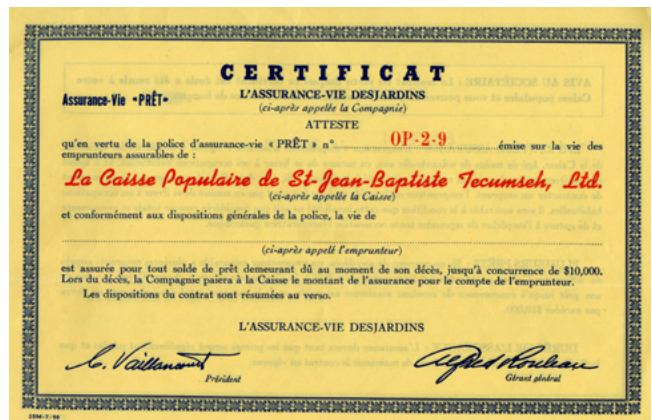 CERTIFICAT
Assurance-Vie «PRÊT»
L'ASSURANCE-VIE DESJARDINS
(ci-après appelée la Compagnie)
ATTESTE
qu'en vertu de la police d'assurance-vie « PRÊT » n° OP-2-9 émise sur la vie des
emprunteurs assurables de :
La Caisse Populaire de St-Jean-Baptiste Tecumseh, Ltd.
(ci-après appelée la Caisse)
et conformément aux dispositions générales de la police, la vie de
(ci-après appelé l'emprunteur)
est assurée pour tout solde de prêt demeurant dû au moment de son décès, jusqu'à concurrence de $10,000.
Lors du décès, la Compagnie paiera à la Caisse le montant de l'assurance pour le compte de l'emprunteur.
Les dispositions du contrat sont résumées au verso.
L'ASSURANCE-VIE DESJARDINS
C. Vaillancourt
Alfred Rouleau
Président
Gérant général